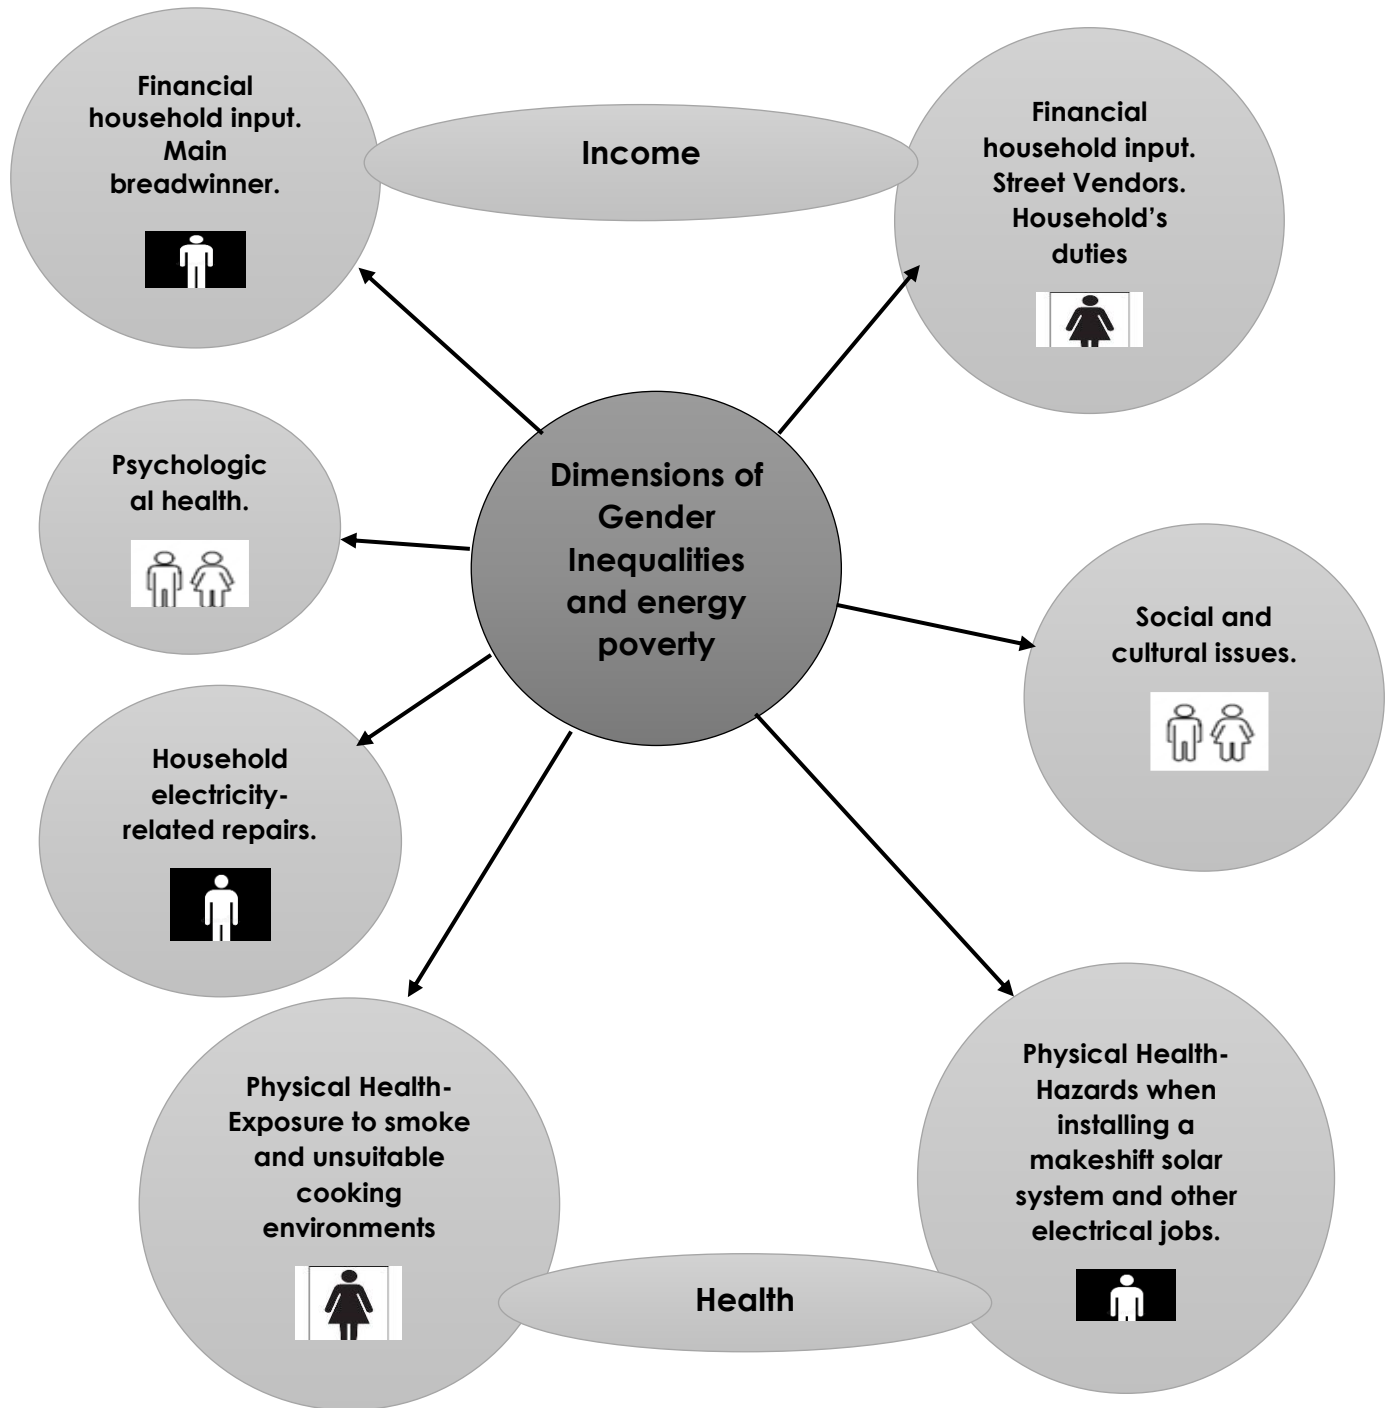 Financial
household input.
Main
breadwinner.
Income
Financial
household input.
Street Vendors.
Household’s
duties
Psychologic
al health.
Dimensions of
Gender
Inequalities
and energy
poverty
Social and
cultural issues.
Household
electricity-
related repairs.
Physical Health-
Exposure to smoke
and unsuitable
cooking
environments
Physical Health-
Hazards when
installing a
makeshift solar
system and other
electrical jobs.
Health